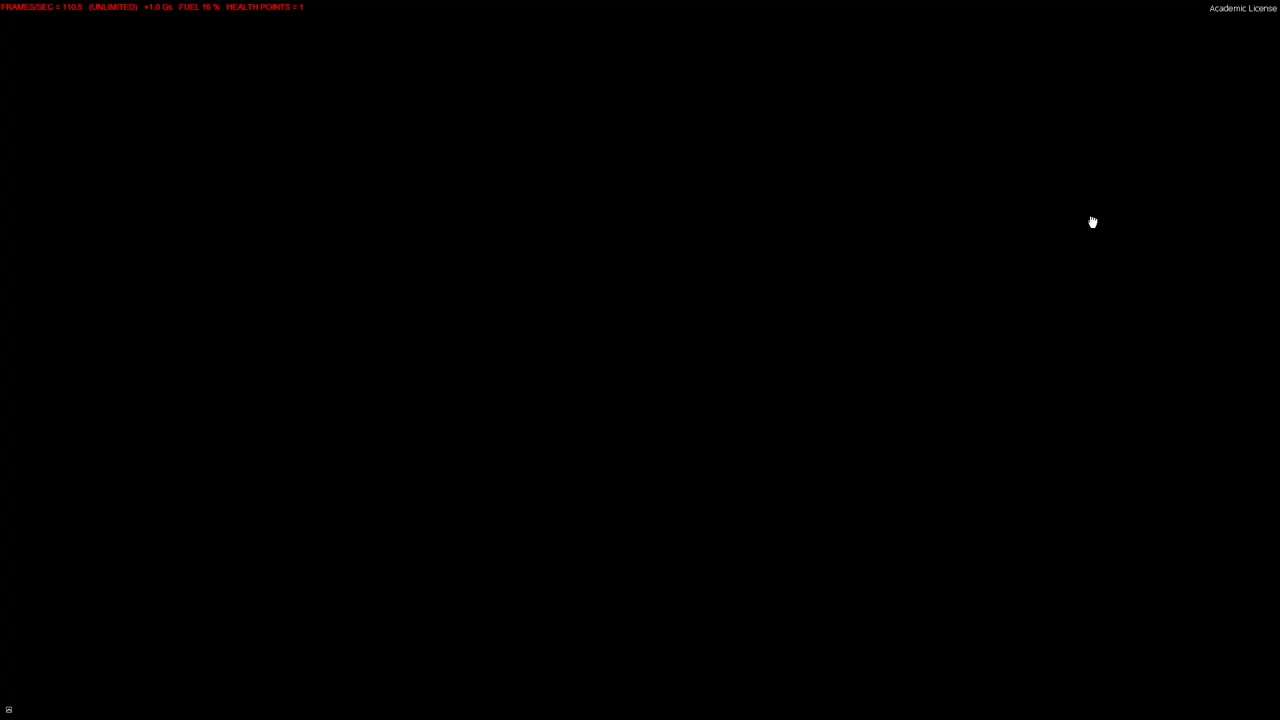 FRAMES/SEC = 110.5 (UNLIMITED) +1.0 Gs FUEL 16 % HEALTH POINTS = 1
Academic License